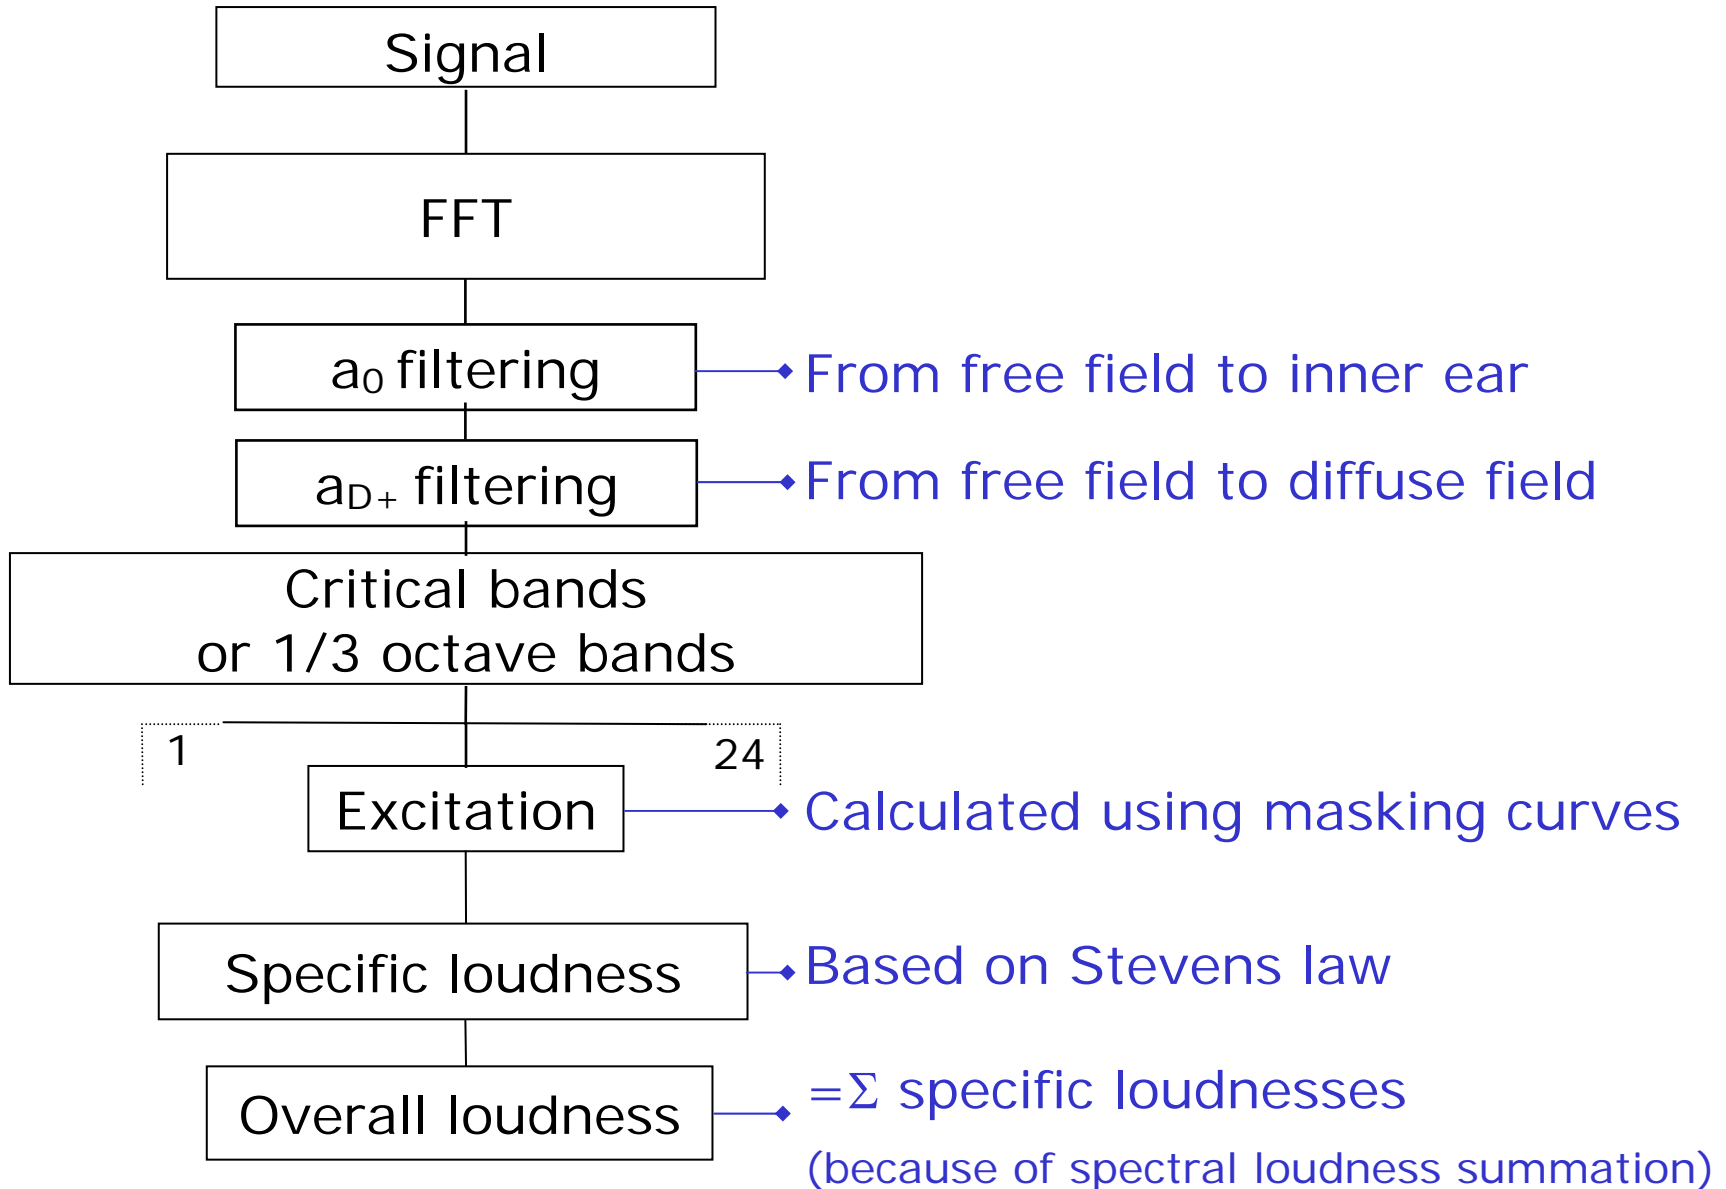 Signal
FFT
a₀ filtering
From free field to inner ear
a_D+ filtering
From free field to diffuse field
Critical bands
or 1/3 octave bands
1
24
Excitation
Calculated using masking curves
Specific loudness
Based on Stevens law
Overall loudness
=Σ specific loudnesses
(because of spectral loudness summation)